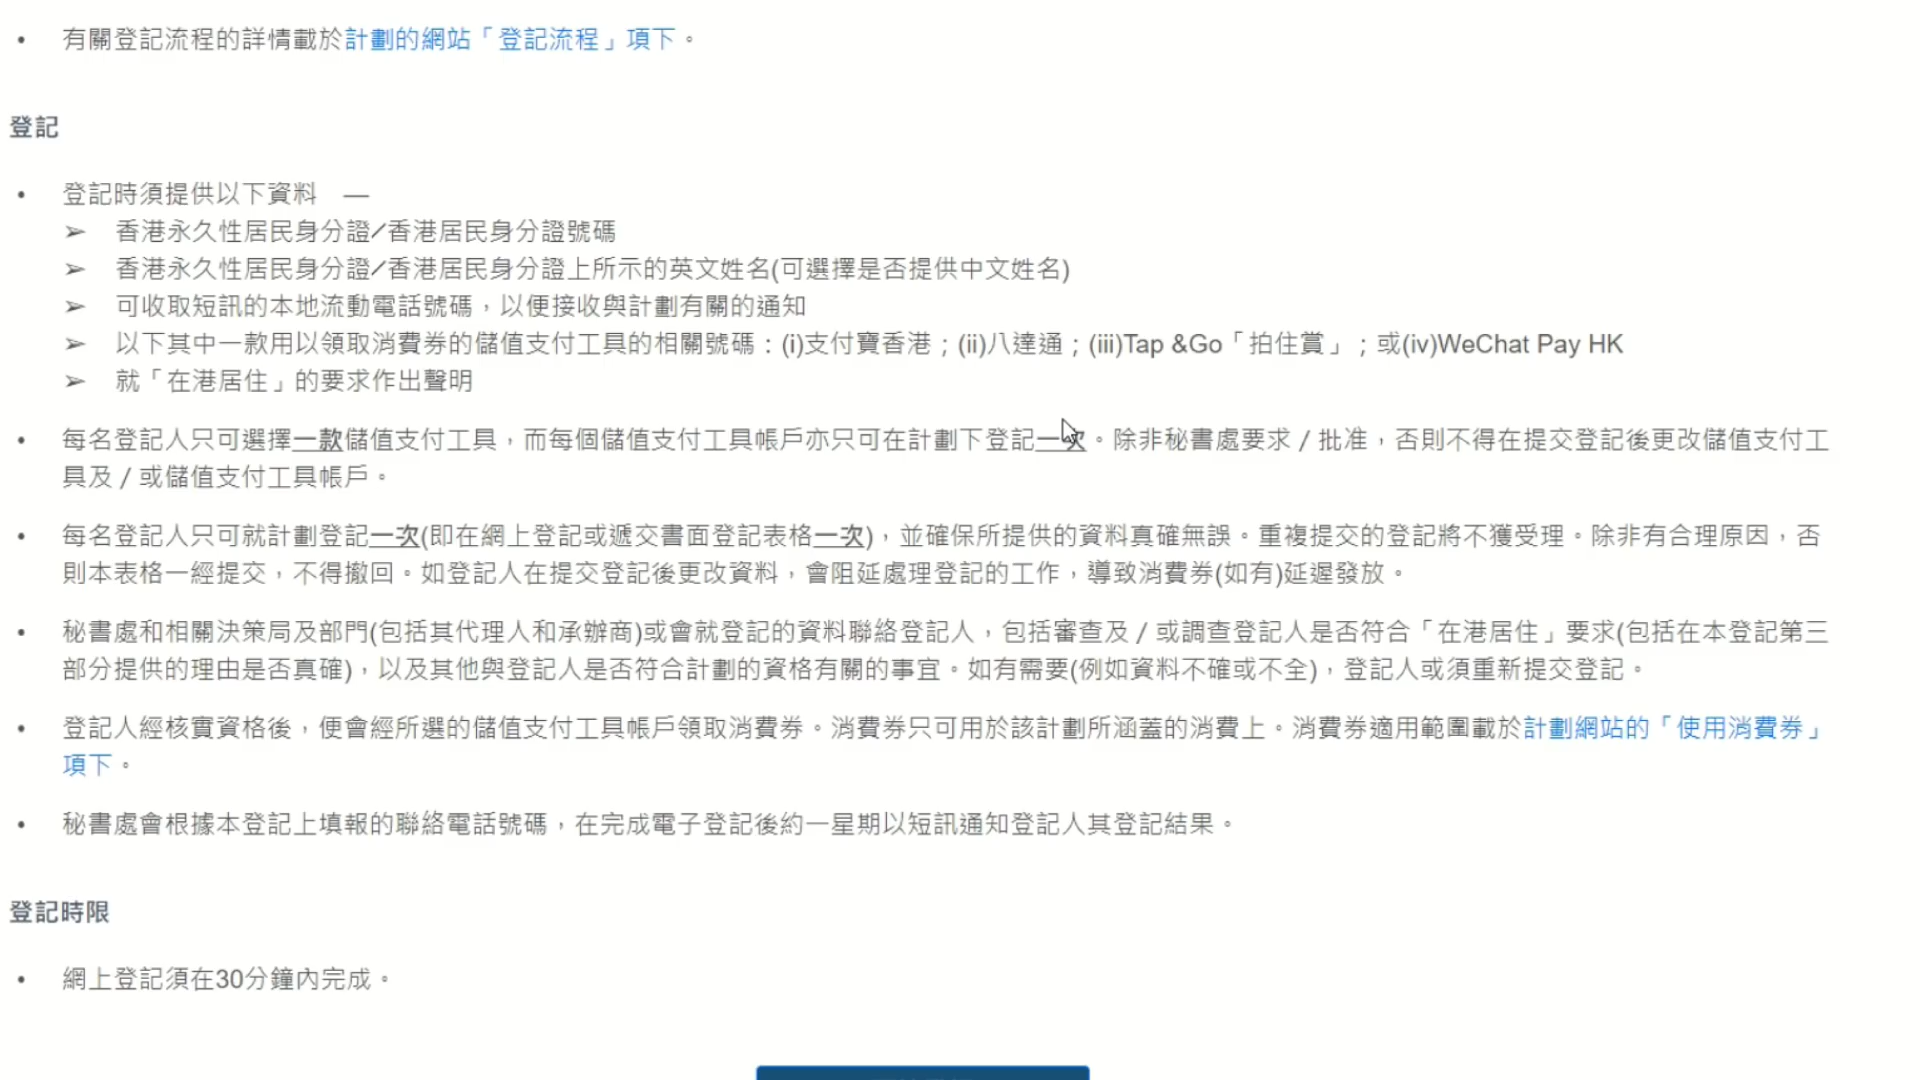 • 有關登記流程的詳情載於計劃的網站「登記流程」項下。
登記
• 登記時須提供以下資料 —
➢ 香港永久性居民身分證/香港居民身分證號碼
➢ 香港永久性居民身分證/香港居民身分證上所示的英文姓名(可選擇是否提供中文姓名)
➢ 可收取短訊的本地流動電話號碼，以便接收與計劃有關的通知
➢ 以下其中一款用以領取消費券的儲值支付工具的相關號碼：(i)支付寶香港；(ii)八達通；(iii)Tap &Go「拍住賞」；或(iv)WeChat Pay HK
➢ 就「在港居住」的要求作出聲明
• 每名登記人只可選擇一款儲值支付工具，而每個儲值支付工具帳戶亦只可在計劃下登記一次。除非秘書處要求 / 批准，否則不得在提交登記後更改儲值支付工
具及 / 或儲值支付工具帳戶。
• 每名登記人只可就計劃登記一次(即在網上登記或遞交書面登記表格一次)，並確保所提供的資料真確無誤。重複提交的登記將不獲受理。除非有合理原因，否
則本表格一經提交，不得撤回。如登記人在提交登記後更改資料，會阻延處理登記的工作，導致消費券(如有)延遲發放。
• 秘書處和相關決策局及部門(包括其代理人和承辦商)或會就登記的資料聯絡登記人，包括審查及 / 或調查登記人是否符合「在港居住」要求(包括在本登記第三
部分提供的理由是否真確)，以及其他與登記人是否符合計劃的資格有關的事宜。如有需要(例如資料不確或不全)，登記人或須重新提交登記。
• 登記人經核實資格後，便會經所選的儲值支付工具帳戶領取消費券。消費券只可用於該計劃所涵蓋的消費上。消費券適用範圍載於計劃網站的「使用消費券」
項下。
• 秘書處會根據本登記上填報的聯絡電話號碼，在完成電子登記後約一星期以短訊通知登記人其登記結果。
登記時限
• 網上登記須在30分鐘內完成。